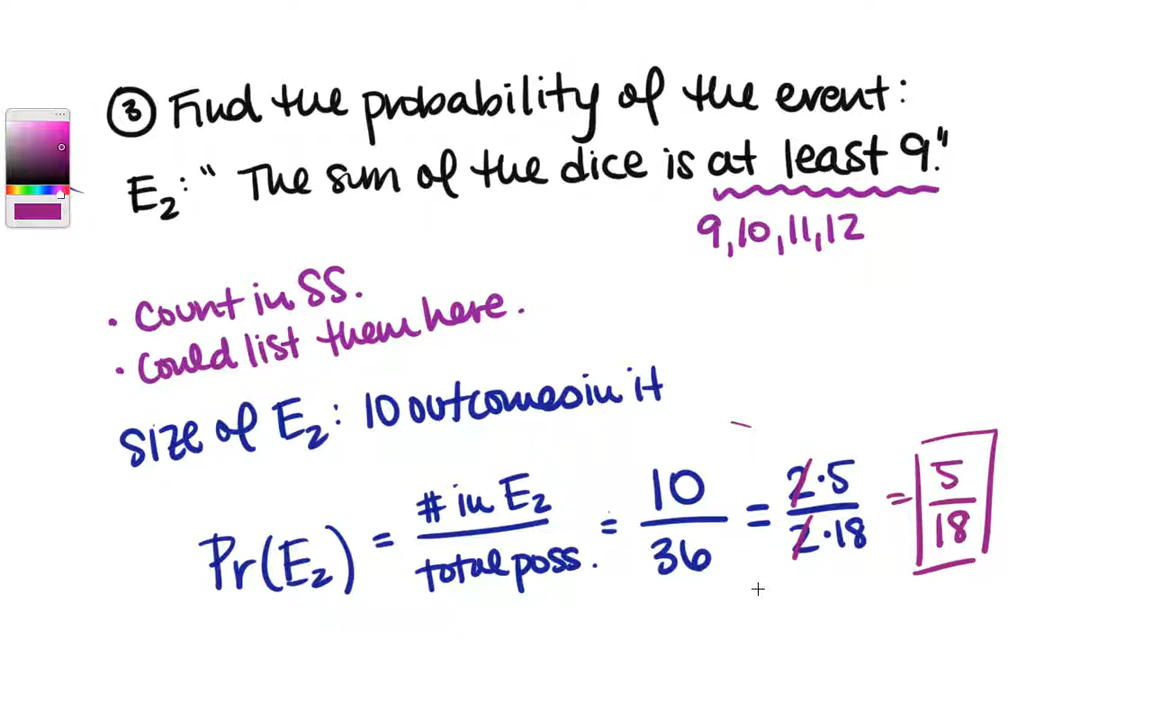 ③ Find the probability of the event:
E₂: "The sum of the dice is at least 9."
9, 10, 11, 12
· Count in SS.
· Could list them here.
Size of E₂: 10 outcomes in it
Pr(E₂) = # in E₂ / total poss. = 10/36 = 2·5 / 2·18 = 5/18